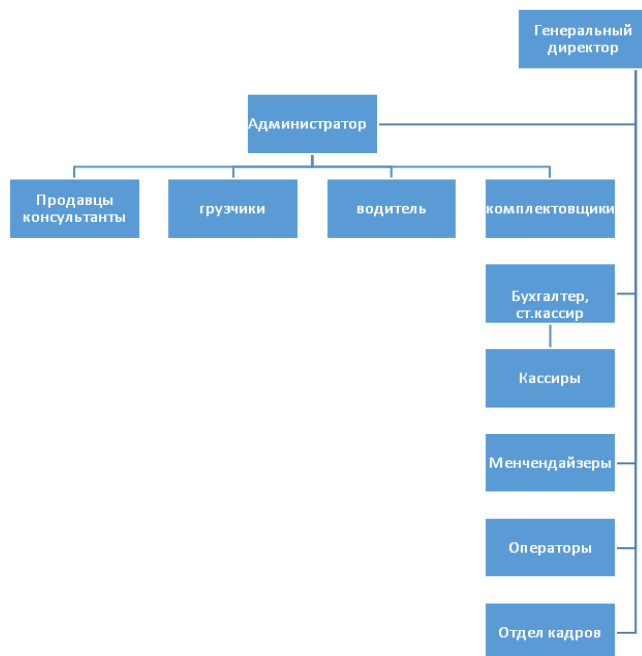 Генеральный
директор
Администратор
Продавцы
консультанты
грузчики
водитель
комплектовщики
Бухгалтер,
ст.кассир
Кассиры
Менчендайзеры
Операторы
Отдел кадров